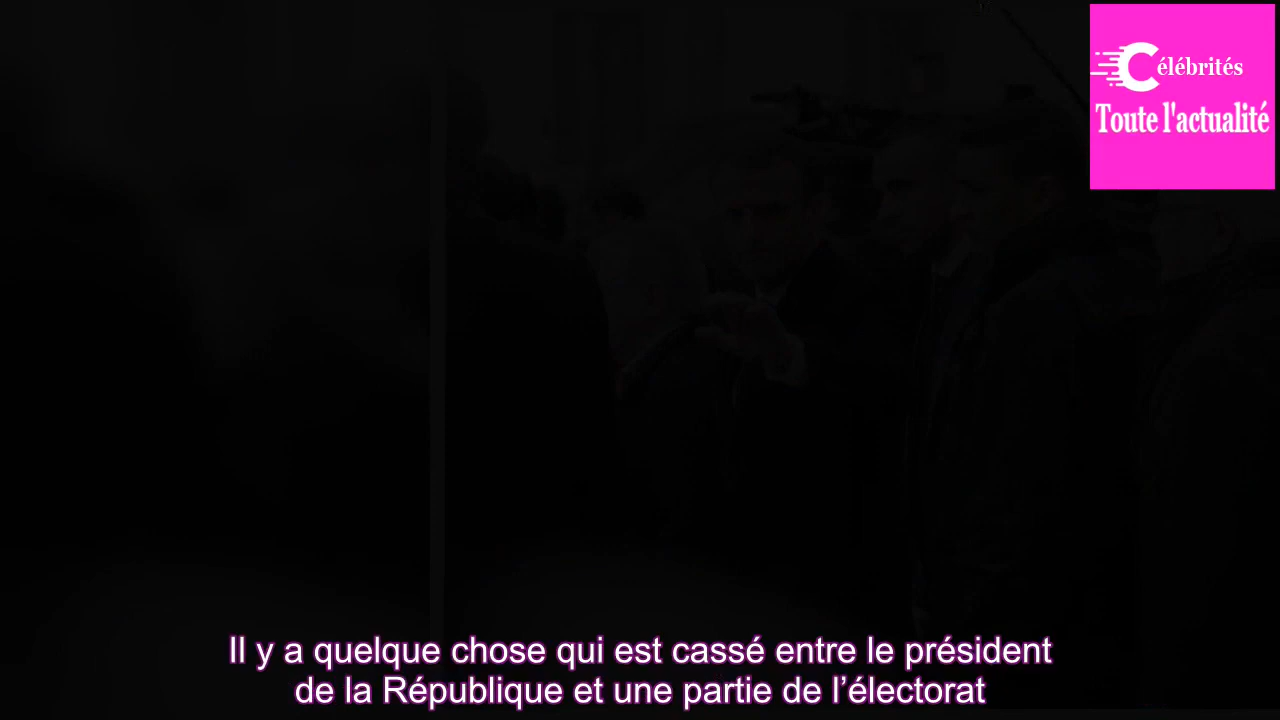 Célébrités
Toute l'actualité
Il y a quelque chose qui est cassé entre le président
de la République et une partie de l’électorat